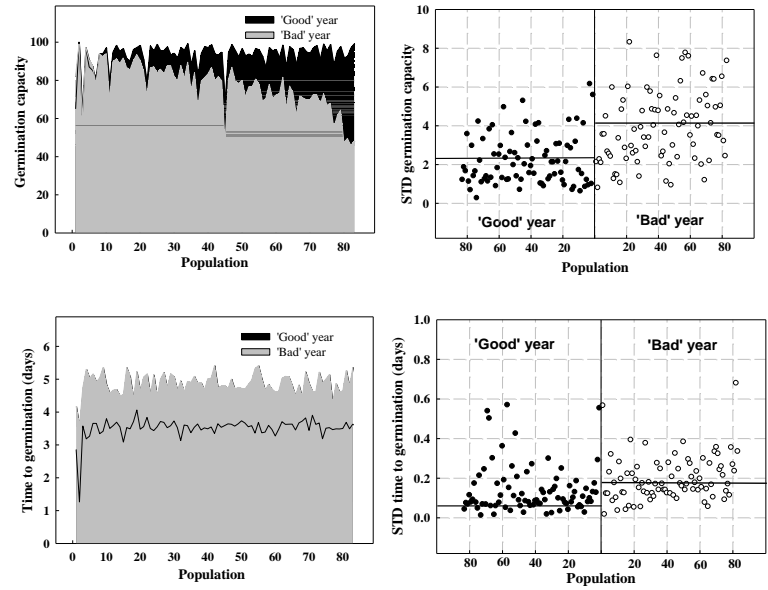 'Good' year
'Bad' year
Germination capacity
100
80
60
40
20
0
0 10 20 30 40 50 60 70 80
Population
STD germination capacity
10
8
6
4
2
0
'Good' year 'Bad' year
80 60 40 20 20 40 60 80
Population
'Good' year
'Bad' year
Time to germination (days)
6
5
4
3
2
1
0
0 10 20 30 40 50 60 70 80
Population
STD time to germination (days)
1.0
0.8
0.6
0.4
0.2
0.0
'Good' year 'Bad' year
80 60 40 20 0 20 40 60 80
Population